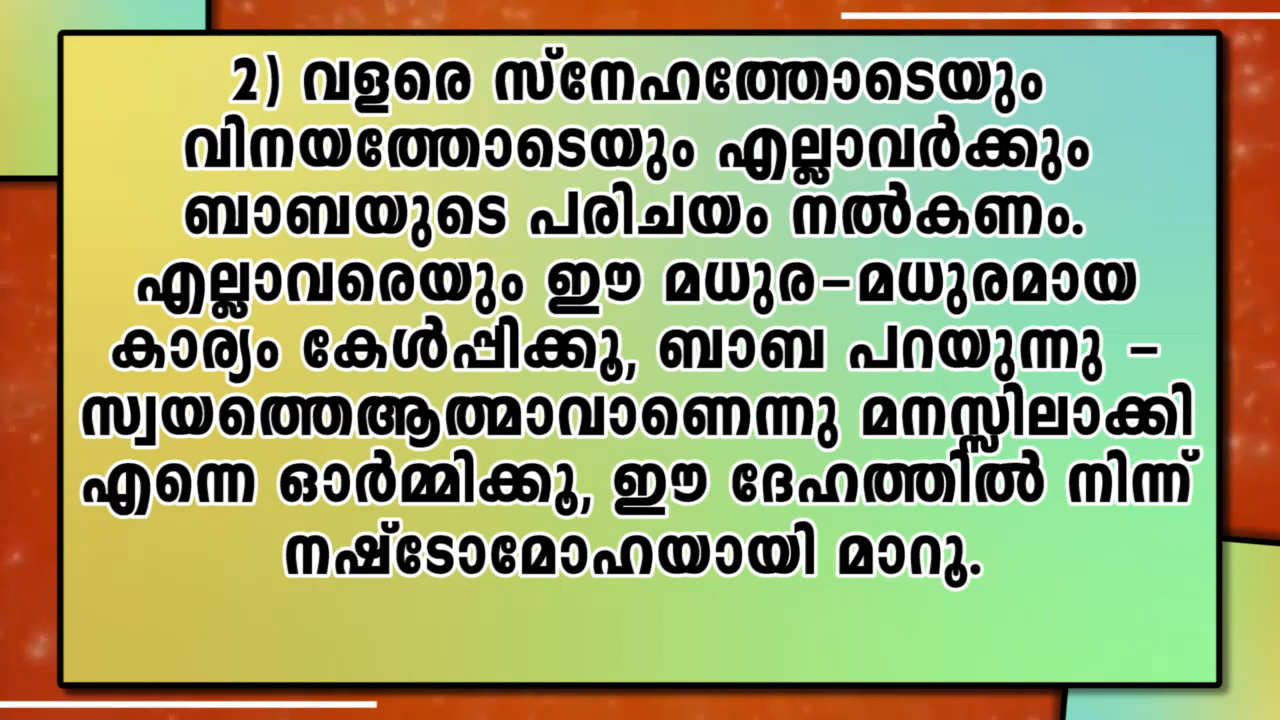 2) വളരെ സ്നേഹത്തോടെയും
വിനയത്തോടെയും എല്ലാവർക്കും
ബാബയുടെ പരിചയം നൽകണം.
എല്ലാവരെയും ഈ മധുര-മധുരമായ
കാര്യം കേൾപ്പിക്കൂ, ബാബ പറയുന്നു -
സ്വയത്തെആത്മാവാണെന്നു മനസ്സിലാക്കി
എന്നെ ഓർമ്മിക്കൂ, ഈ ദേഹത്തിൽ നിന്ന്
നഷ്ടോമോഹയായി മാറൂ.